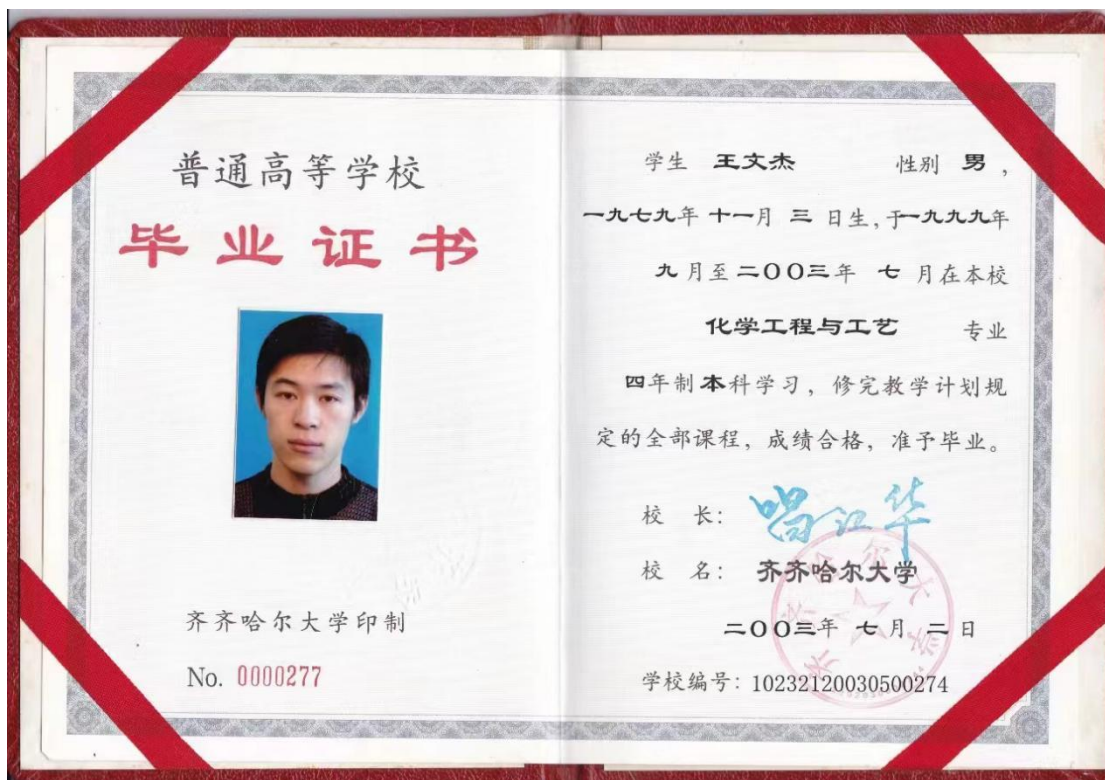 普通高等学校
毕业证书
齐齐哈尔大学印制
No. 0000277
学生 王文杰 性别 男,
一九七九年 十一月 三 日生,于一九九九年
九月至二〇〇三年 七 月在本校
化学工程与工艺 专业
四年制本科学习,修完教学计划规
定的全部课程,成绩合格,准予毕业。
校 长:
校 名: 齐齐哈尔大学
二〇〇三年 七 月 二 日
学校编号:10232120030500274
齐齐哈尔大学